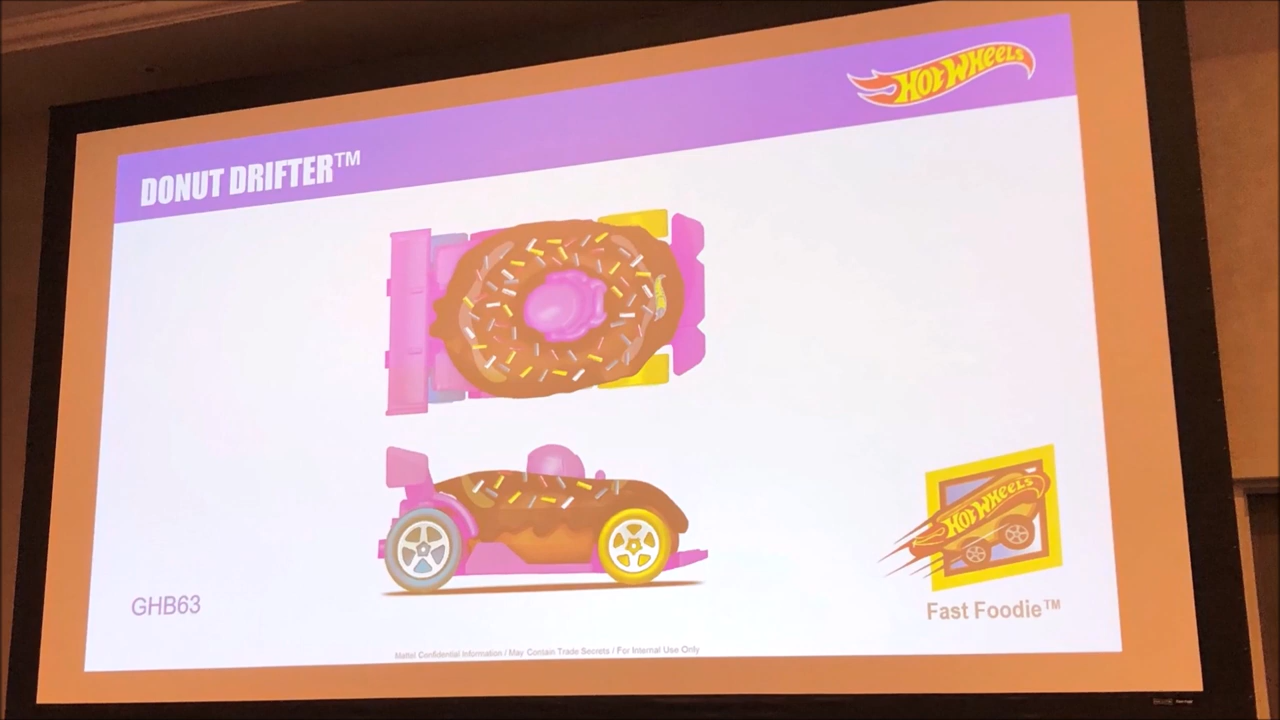 HOT WHEELS
DONUT DRIFTER™
HOT WHEELS
GHB63
Fast Foodie™
Mattel Confidential Information / May Contain Trade Secrets / For Internal Use Only